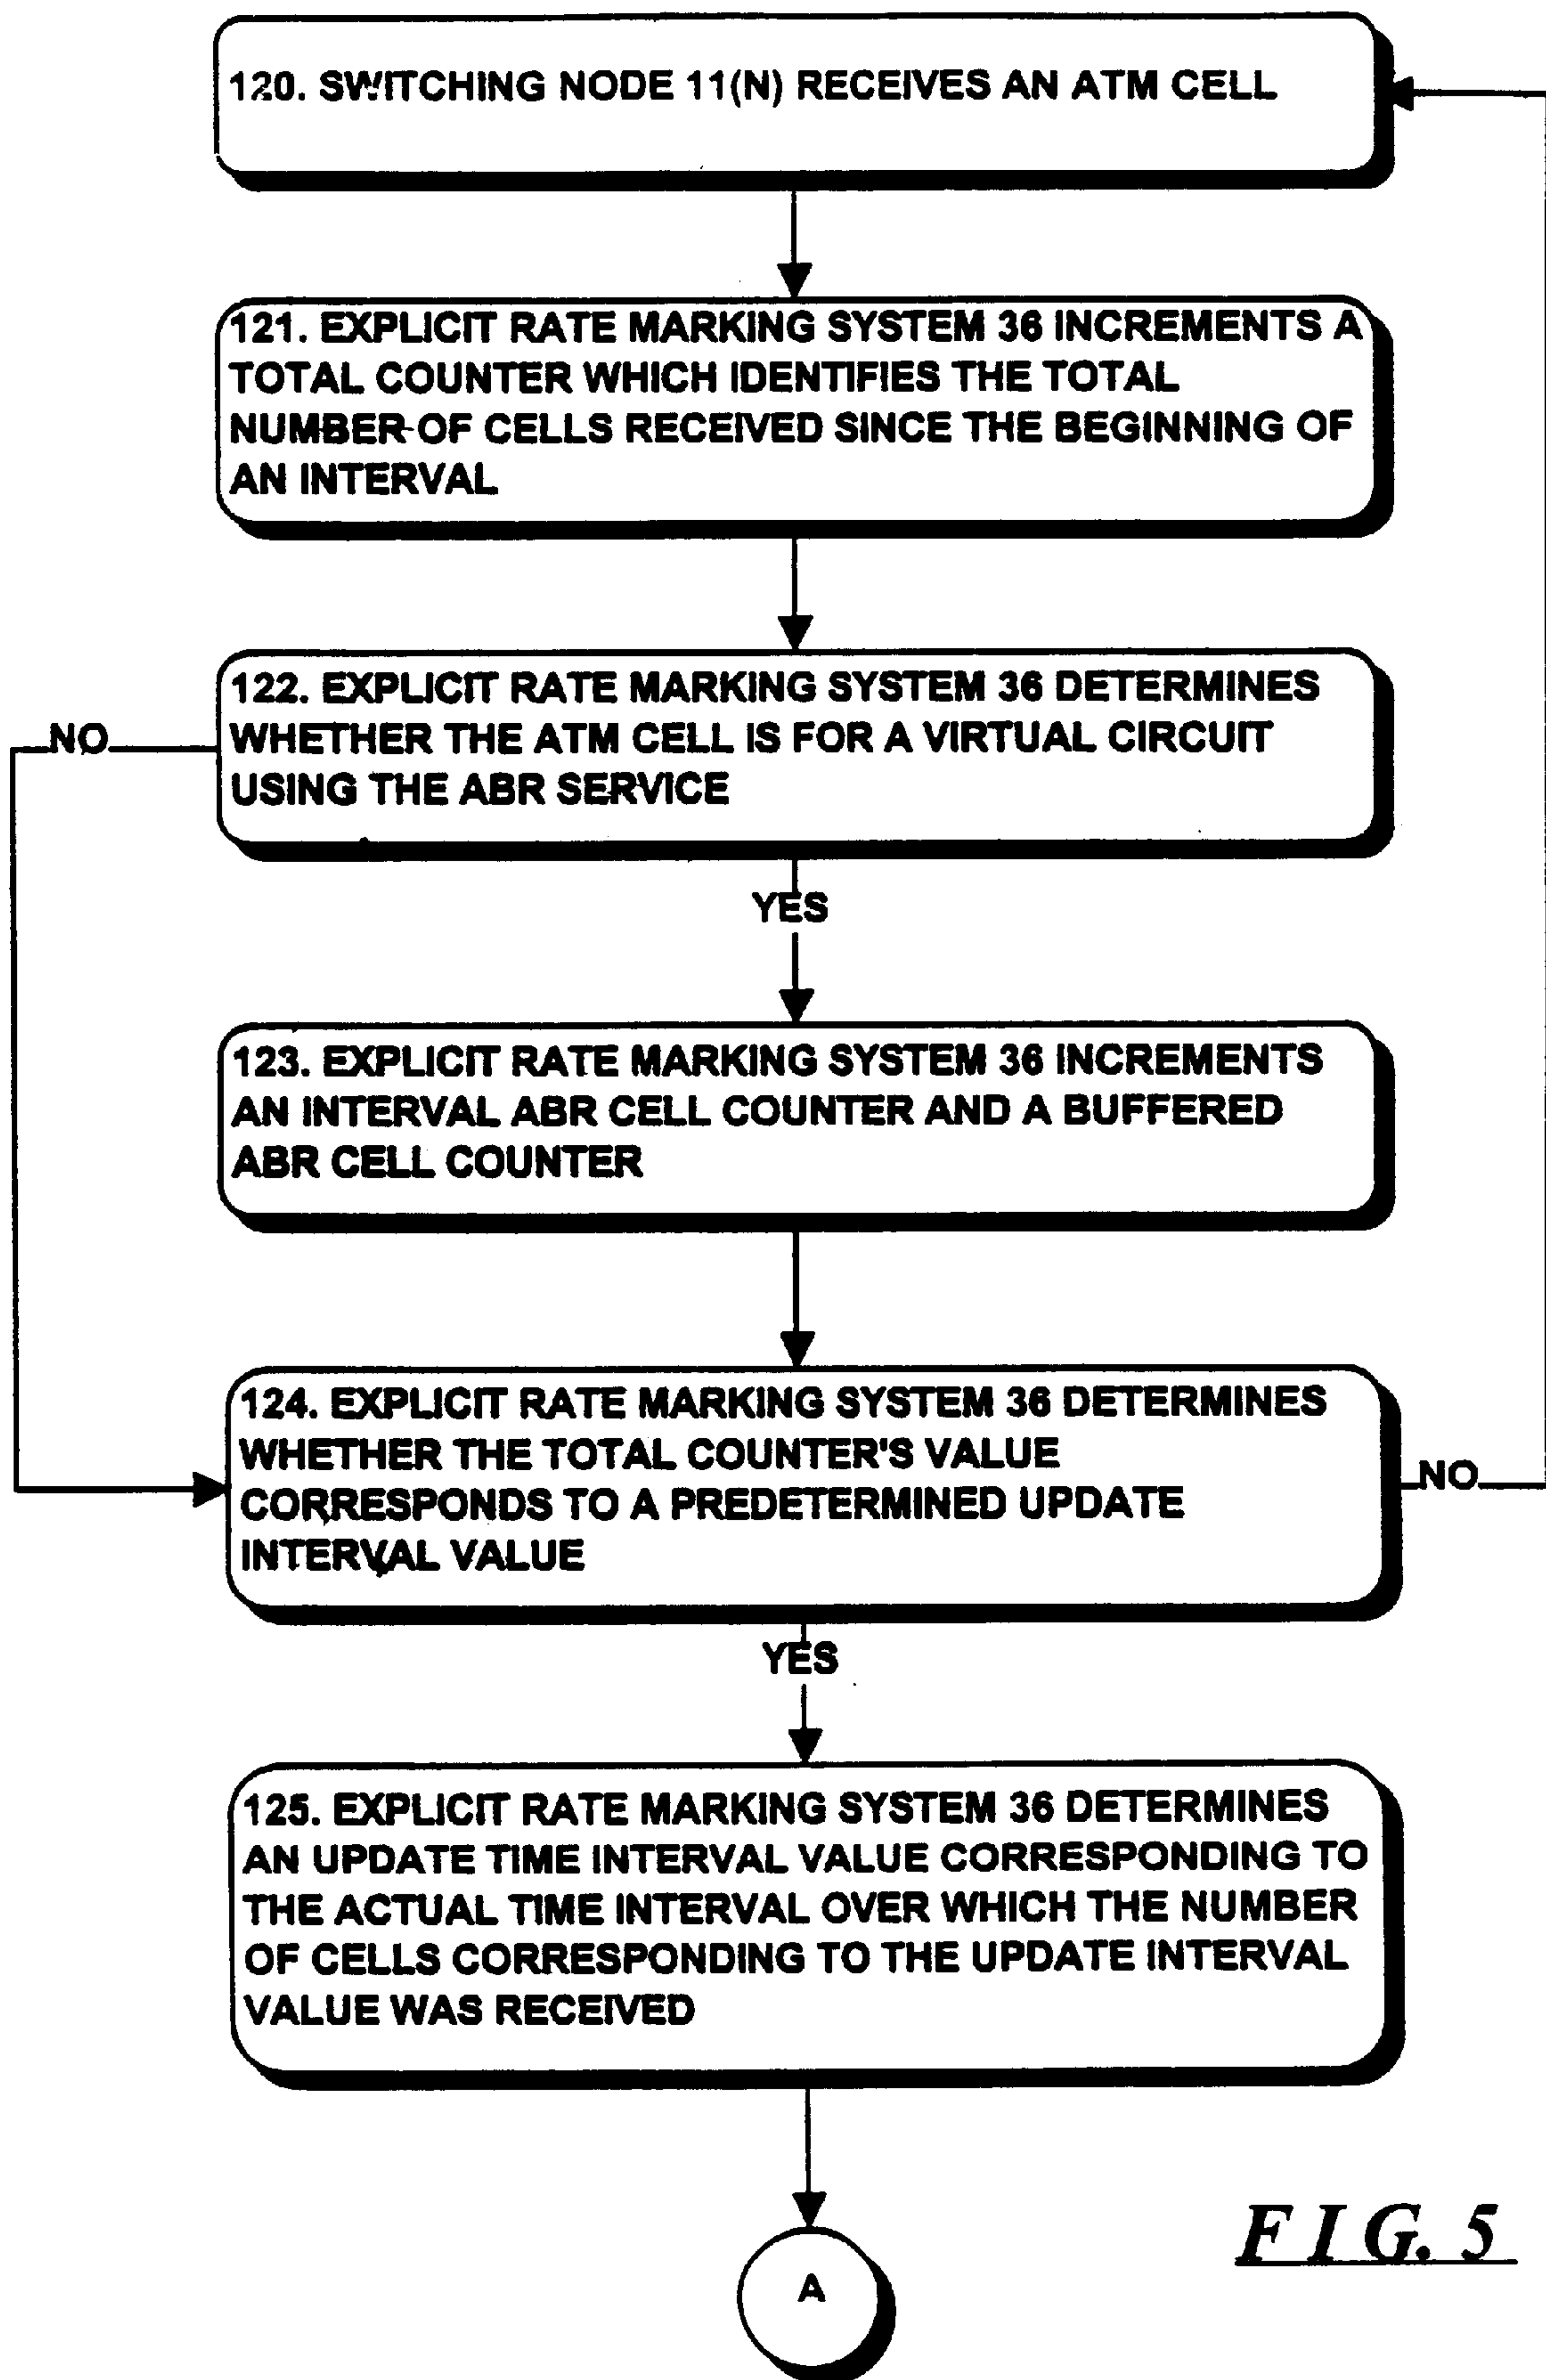 120. SWITCHING NODE 11(N) RECEIVES AN ATM CELL
121. EXPLICIT RATE MARKING SYSTEM 36 INCREMENTS A
TOTAL COUNTER WHICH IDENTIFIES THE TOTAL
NUMBER OF CELLS RECEIVED SINCE THE BEGINNING OF
AN INTERVAL
122. EXPLICIT RATE MARKING SYSTEM 36 DETERMINES
WHETHER THE ATM CELL IS FOR A VIRTUAL CIRCUIT
USING THE ABR SERVICE
NO
YES
123. EXPLICIT RATE MARKING SYSTEM 36 INCREMENTS
AN INTERVAL ABR CELL COUNTER AND A BUFFERED
ABR CELL COUNTER
124. EXPLICIT RATE MARKING SYSTEM 36 DETERMINES
WHETHER THE TOTAL COUNTER'S VALUE
CORRESPONDS TO A PREDETERMINED UPDATE
INTERVAL VALUE
NO
YES
125. EXPLICIT RATE MARKING SYSTEM 36 DETERMINES
AN UPDATE TIME INTERVAL VALUE CORRESPONDING TO
THE ACTUAL TIME INTERVAL OVER WHICH THE NUMBER
OF CELLS CORRESPONDING TO THE UPDATE INTERVAL
VALUE WAS RECEIVED
A
FIG. 5